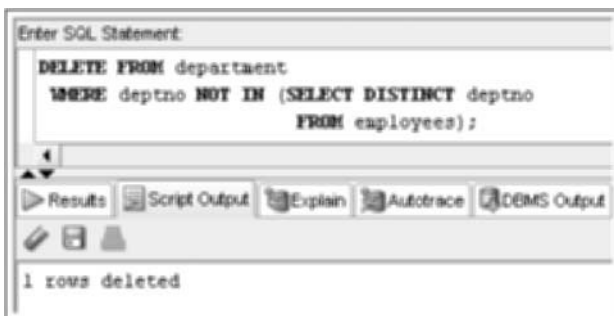 Enter SQL Statement:
DELETE FROM department
WHERE deptno NOT IN (SELECT DISTINCT deptno
FROM employees);
Results Script Output Explain Autotrace DBMS Output
1 rows deleted